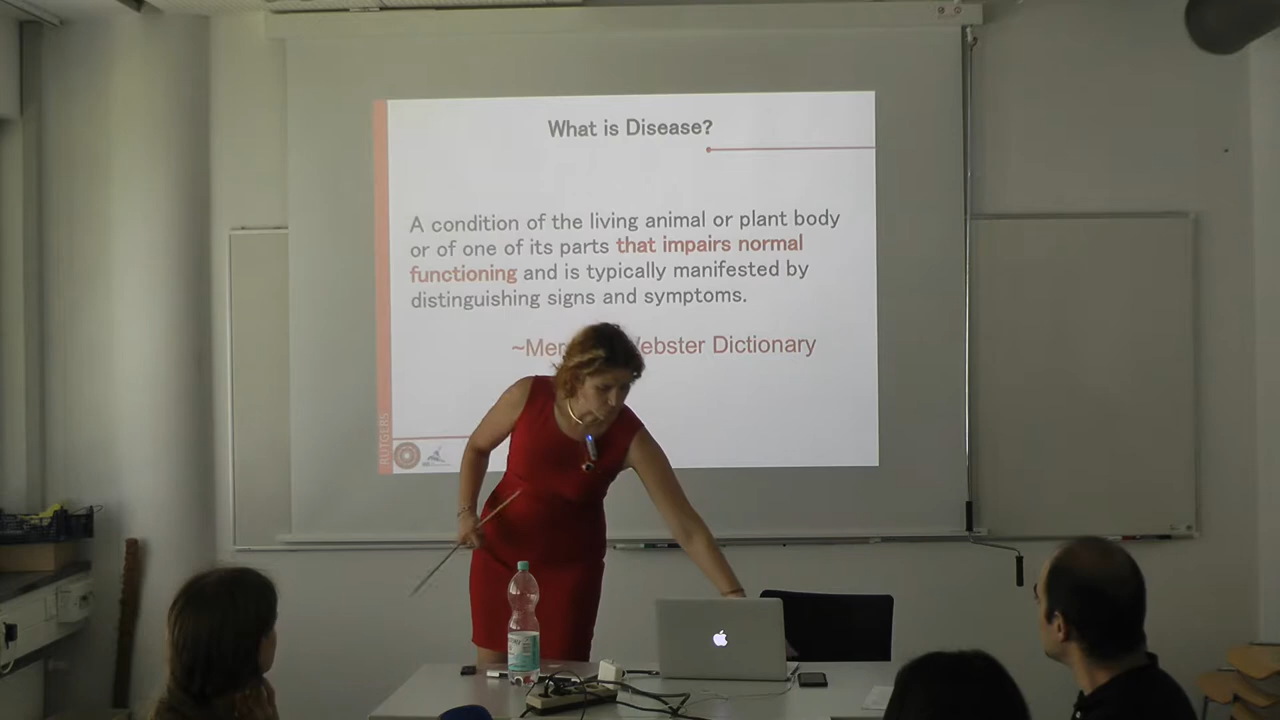 What is Disease?
A condition of the living animal or plant body
or of one of its parts that impairs normal
functioning and is typically manifested by
distinguishing signs and symptoms.
~Mer ebster Dictionary
RUTGERS